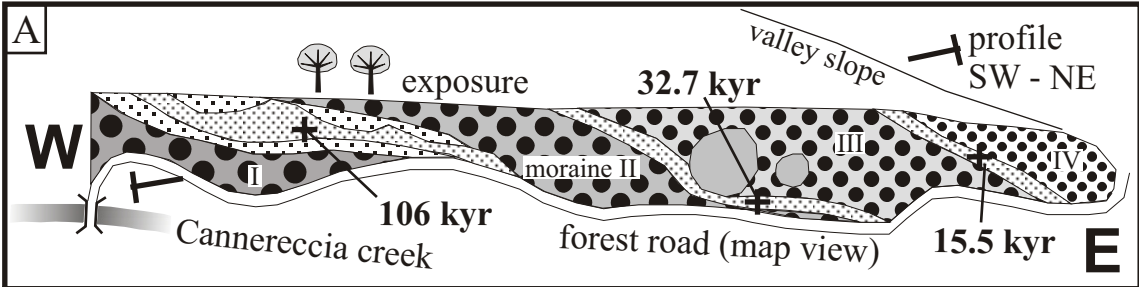 A
valley slope
profile
SW - NE
exposure
32.7 kyr
W
I
moraine II
III
IV
106 kyr
Cannereccia creek
forest road (map view)
15.5 kyr
E